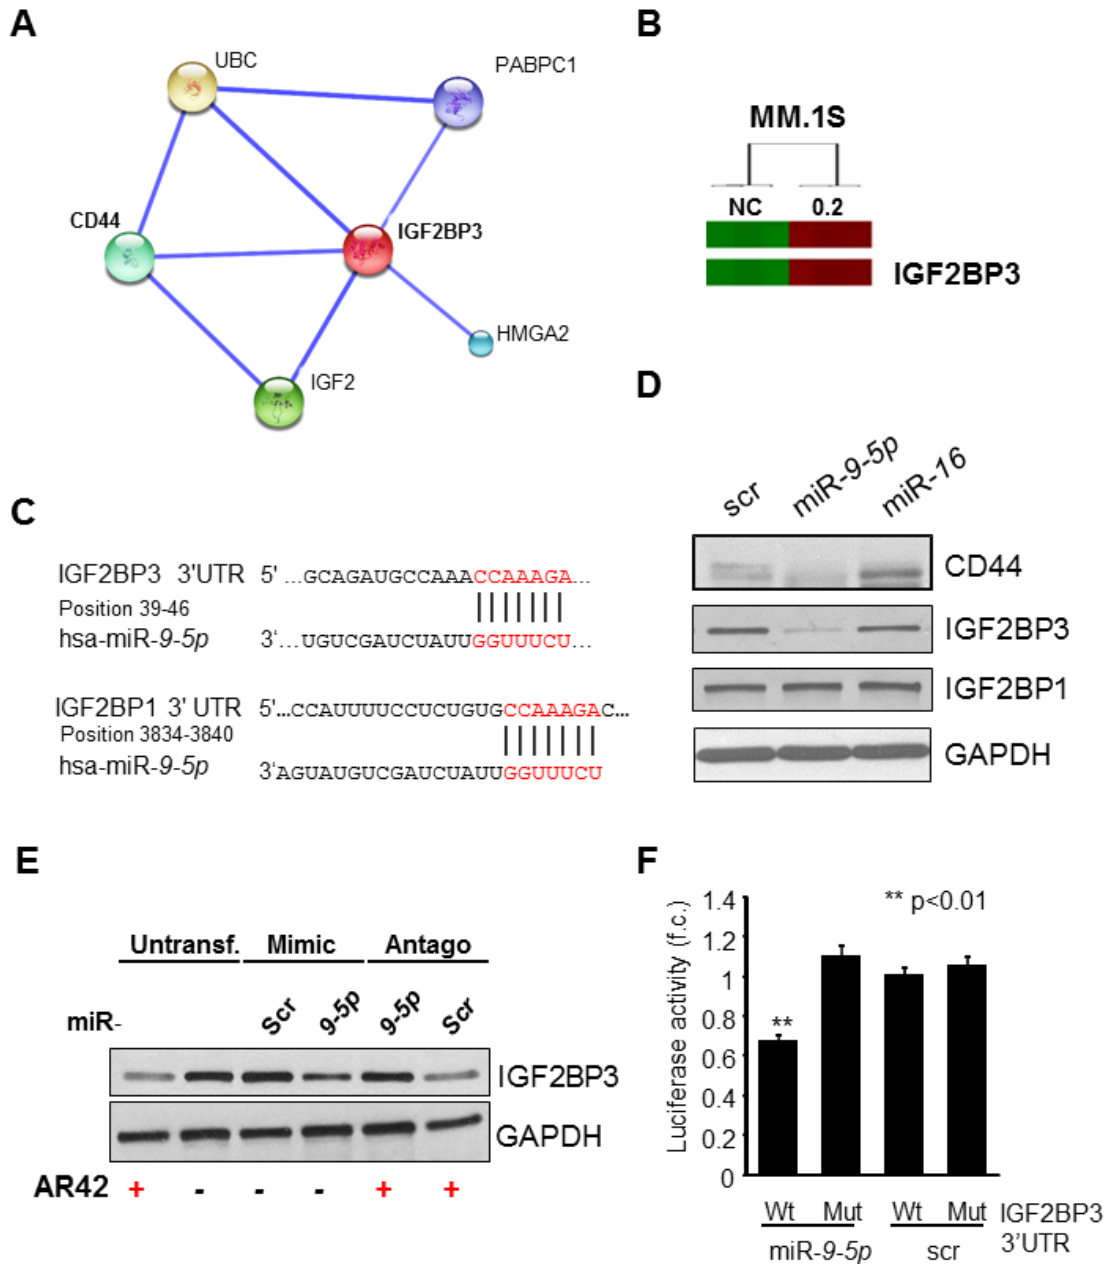 A
UBC
PABPC1
CD44
IGF2BP3
HMGA2
IGF2
B
MM.1S
NC 0.2
IGF2BP3
C
IGF2BP3 3'UTR 5' ...GCAGAUGCCAAACCAAAGA...
Position 39-46
hsa-miR-9-5p 3'...UGUCGAUCUAUUGGUUUCU...
IGF2BP1 3' UTR 5'...CCAUUUUCCUCUGUGCCAAAGAC...
Position 3834-3840
hsa-miR-9-5p 3'AGUAUGUCGAUCUAUUGGUUUCU
D
scr miR-9-5p miR-16
CD44
IGF2BP3
IGF2BP1
GAPDH
E
Untransf. Mimic Antago
miR- Scr 9-5p 9-5p Scr
IGF2BP3
GAPDH
AR42 + - - - + +
F
Luciferase activity (f.c.)
1.4
1.2
1
0.8
0.6
0.4
0.2
0
** p<0.01
**
Wt Mut Wt Mut IGF2BP3
miR-9-5p scr 3'UTR